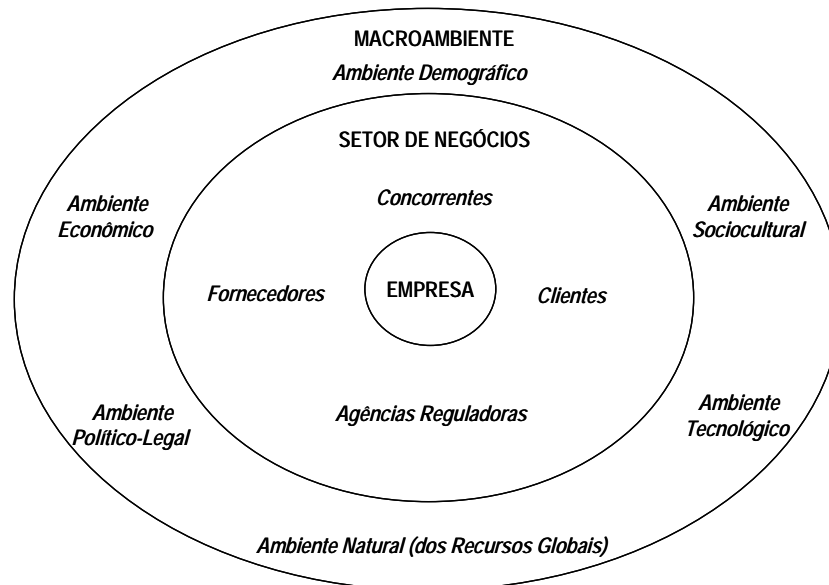 MACROAMBIENTE
Ambiente Demográfico
SETOR DE NEGÓCIOS
Concorrentes
Ambiente
Econômico
Ambiente
Sociocultural
Fornecedores
EMPRESA
Clientes
Ambiente
Político-Legal
Agências Reguladoras
Ambiente
Tecnológico
Ambiente Natural (dos Recursos Globais)